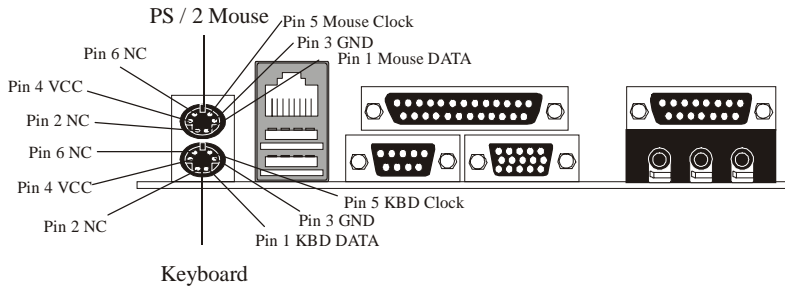 PS / 2 Mouse
Pin 5 Mouse Clock
Pin 3 GND
Pin 6 NC
Pin 1 Mouse DATA
Pin 4 VCC
Pin 2 NC
Pin 6 NC
Pin 4 VCC
Pin 5 KBD Clock
Pin 2 NC
Pin 3 GND
Pin 1 KBD DATA
Keyboard